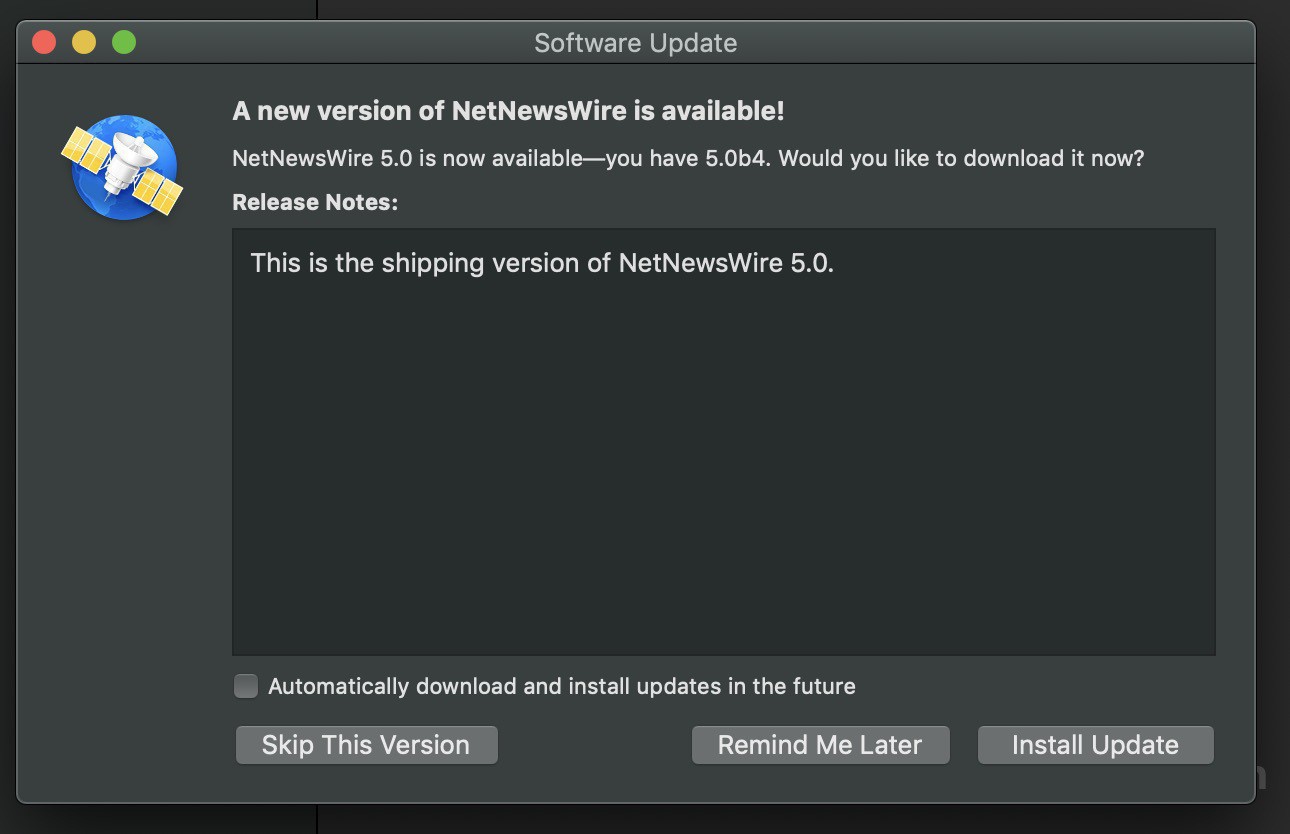 Software Update
A new version of NetNewsWire is available!
NetNewsWire 5.0 is now available—you have 5.0b4. Would you like to download it now?
Release Notes:
This is the shipping version of NetNewsWire 5.0.
Automatically download and install updates in the future
Skip This Version
Remind Me Later
Install Update